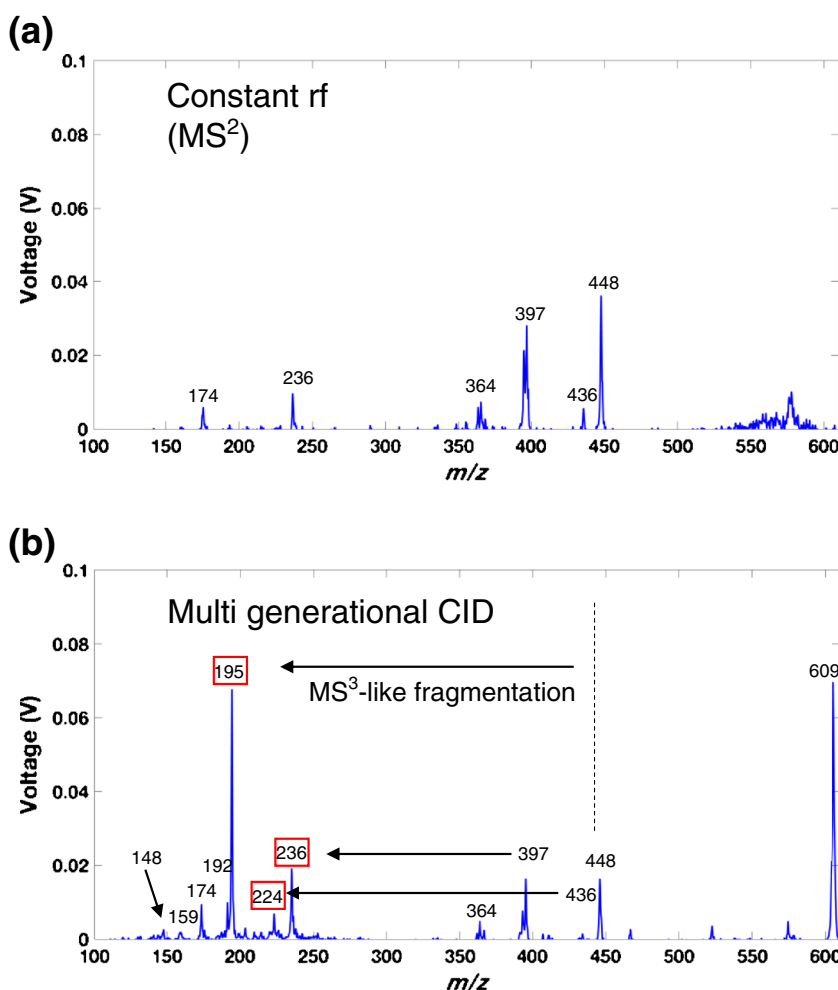 (a)
0.1
0.08
0.06
0.04
0.02
0
Voltage (V)
Constant rf
(MS²)
174
236
364
397
436
448
100 150 200 250 300 350 400 450 500 550 600
m/z
(b)
0.1
0.08
0.06
0.04
0.02
0
Voltage (V)
Multi generational CID
195
MS³-like fragmentation
609
148
159
174
192
224
236
364
397
436
448
100 150 200 250 300 350 400 450 500 550 600
m/z